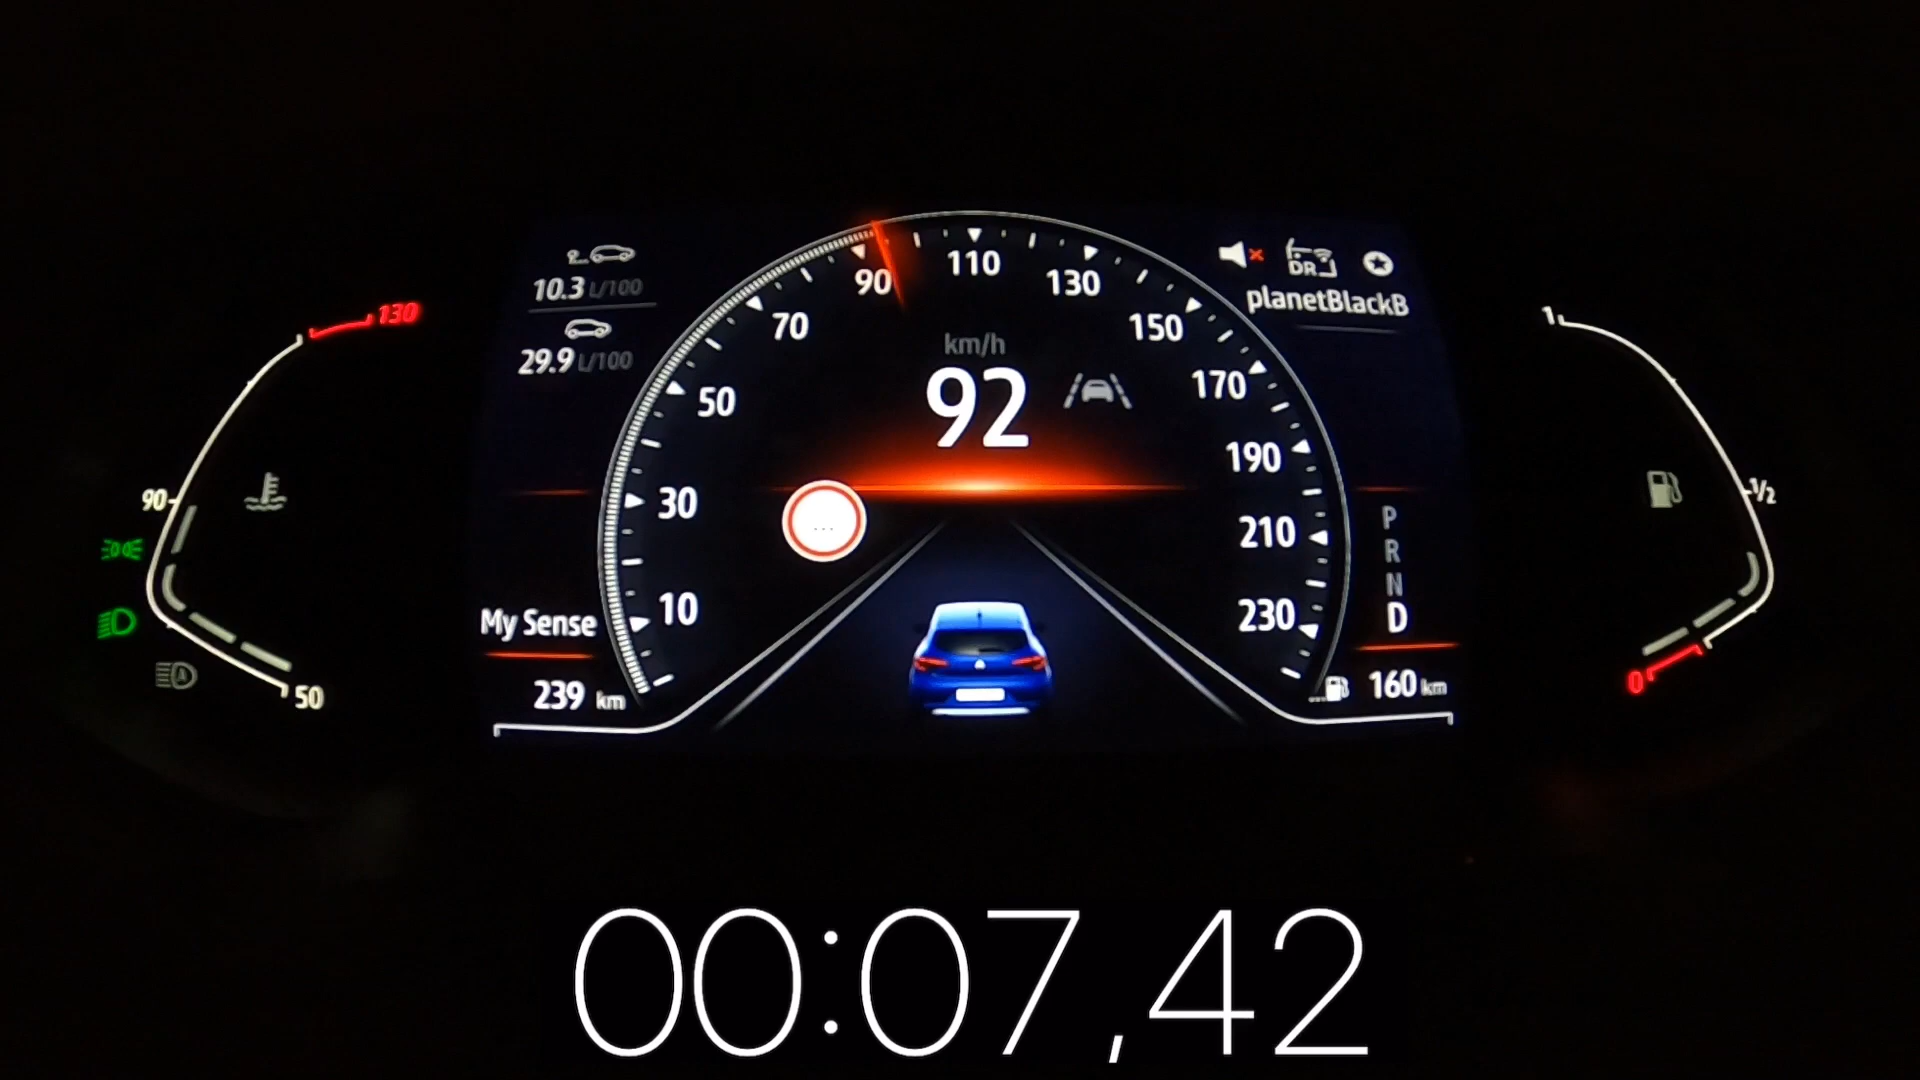 10.3 L/100
29.9 L/100
130
90
50
10
30
50
70
90
110
130
150
170
190
210
230
km/h
92
...
DR
planetBlackB
1
1/2
0
P
R
N
D
My Sense
239 km
160 km
A
00:07,42